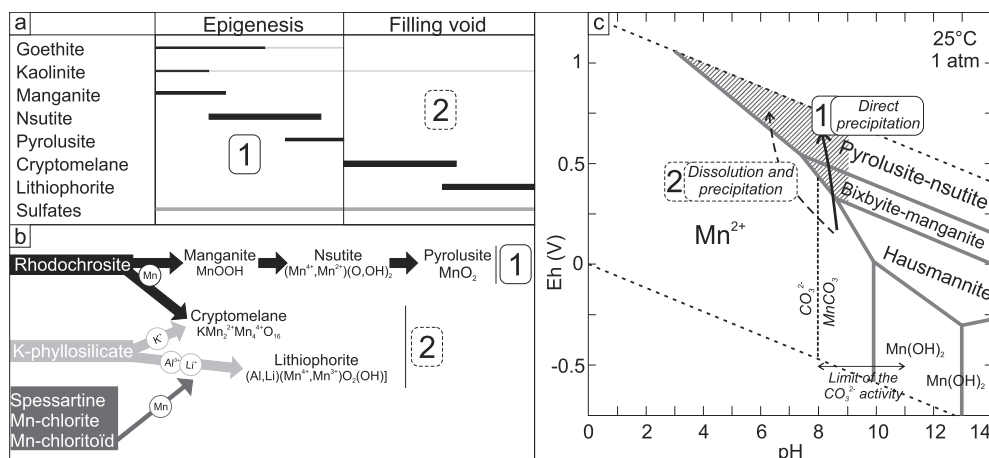 a
Epigenesis
Filling void
Goethite
Kaolinite
Manganite
Nsutite
Pyrolusite
Cryptomelane
Lithiophorite
Sulfates
1
2
b
Rhodochrosite
Mn
Manganite
MnOOH
Nsutite
(Mn⁴⁺,Mn²⁺)(O,OH)₂
Pyrolusite
MnO₂
1
Cryptomelane
KMn₂²⁺Mn₄⁴⁺O₁₆
K-phyllosilicate
K⁺
Al³⁺
Li⁺
Lithiophorite
(Al,Li)(Mn⁴⁺,Mn³⁺)O₂(OH)]
2
Spessartine
Mn-chlorite
Mn-chloritoïd
Mn
c
25°C
1 atm
1
Direct
precipitation
2
Dissolution and
precipitation
Pyrolusite-nsutite
Bixbyite-manganite
Hausmannite
Mn²⁺
CO₃²⁻
MnCO₃
Mn(OH)₂
Mn(OH)₂
Limit of the
CO₃²⁻ activity
Eh (V)
1
0.5
0
-0.5
0
2
4
6
8
10
12
14
pH